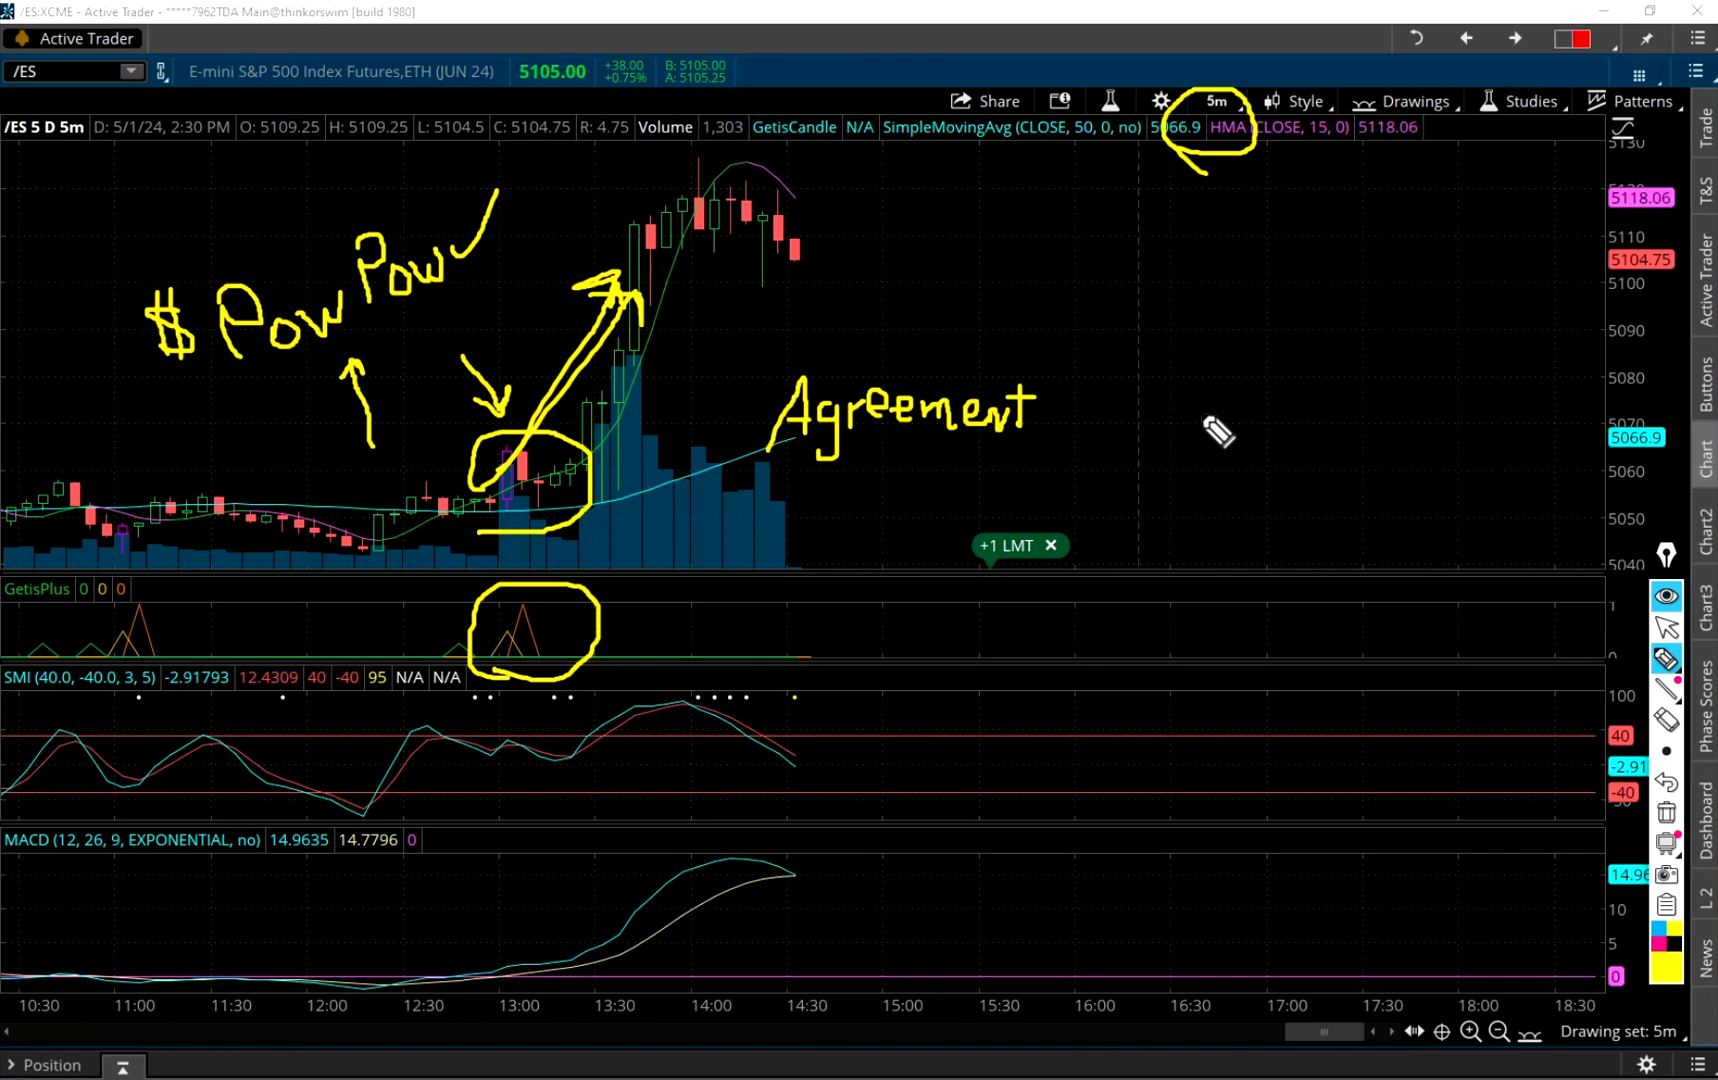 /ES:XCME - Active Trader - *****7962TDA Main@thinkorswim [build 1980]
Active Trader
/ES E-mini S&P 500 Index Futures,ETH (JUN 24) 5105.00 +38.00 +0.75% B: 5105.00 A: 5105.25
Share 5m Style Drawings Studies Patterns
/ES 5 D 5m D: 5/1/24, 2:30 PM O: 5109.25 H: 5109.25 L: 5104.5 C: 5104.75 R: 4.75 Volume 1,303 GetisCandle N/A SimpleMovingAvg (CLOSE, 50, 0, no) 5066.9 HMA (CLOSE, 15, 0) 5118.06
5130
5118.06
5110
5104.75
5100
5090
5080
5070
5066.9
5060
5050
5040
$ Pow Pow
Agreement
+1 LMT
GetisPlus 0 0 0
1
0
SMI (40.0, -40.0, 3, 5) -2.91793 12.4309 40 -40 95 N/A N/A
100
40
-2.91
-40
MACD (12, 26, 9, EXPONENTIAL, no) 14.9635 14.7796 0
14.96
10
5
0
10:30 11:00 11:30 12:00 12:30 13:00 13:30 14:00 14:30 15:00 15:30 16:00 16:30 17:00 17:30 18:00 18:30
Drawing set: 5m
Position
Trade
T&S
Active Trader
Buttons
Chart
Chart2
Chart3
Phase Scores
Dashboard
L 2
News